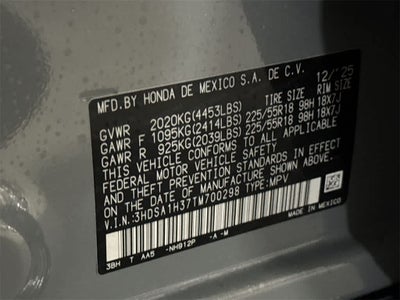 MFD.BY HONDA DE MEXICO S.A. DE C.V. 12/'25
GVWR 2020KG(4453LBS) TIRE SIZE RIM SIZE
GAWR F 1095KG(2414LBS) 225/55R18 98H 18X7J
GAWR R 925KG(2039LBS) 225/55R18 98H 18X7J
THIS VEHICLE CONFORMS TO ALL APPLICABLE
FEDERAL MOTOR VEHICLE SAFETY AND
THEFT PREVENTION STANDARDS IN EFFECT
ON THE DATE OF MANUFACTURE SHOWN ABOVE.
V.I.N.:3HDSA1H37TM700298 TYPE:MPV
3BH T AA5 -NH912P -A -M MADE IN MEXICO